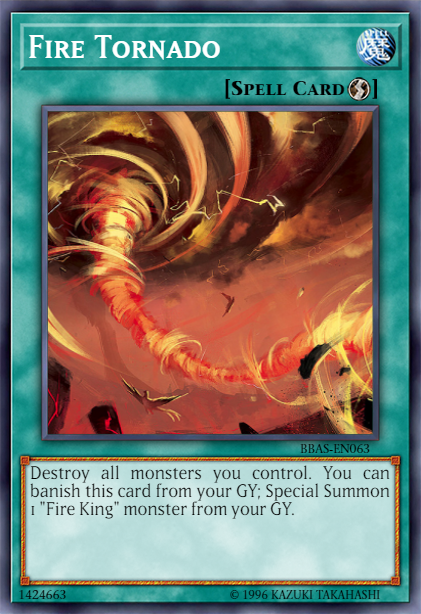 Fire Tornado
魔
[Spell Card]
BBAS-EN063
Destroy all monsters you control. You can
banish this card from your GY; Special Summon
1 "Fire King" monster from your GY.
1424663
© 1996 KAZUKI TAKAHASHI